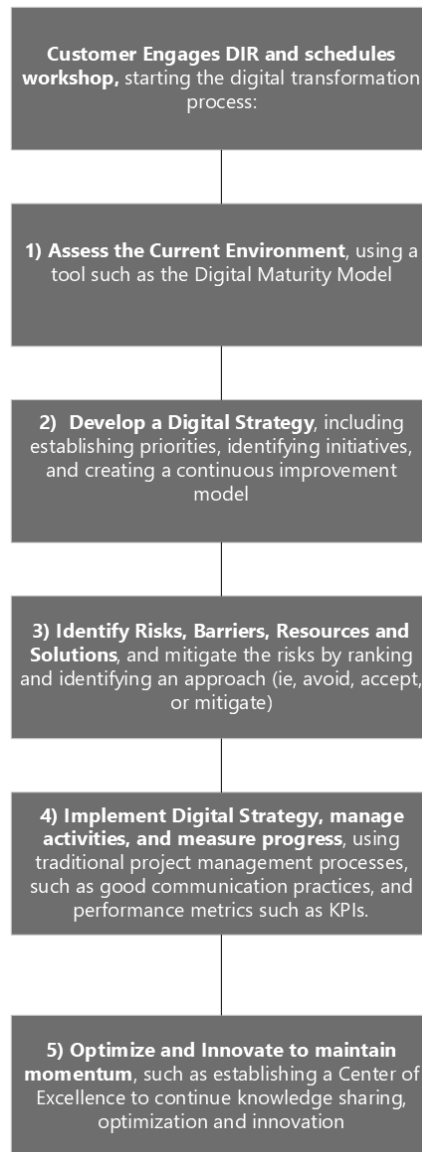 Customer Engages DIR and schedules
workshop, starting the digital transformation
process:
1) Assess the Current Environment, using a
tool such as the Digital Maturity Model
2) Develop a Digital Strategy, including
establishing priorities, identifying initiatives,
and creating a continuous improvement
model
3) Identify Risks, Barriers, Resources and
Solutions, and mitigate the risks by ranking
and identifying an approach (ie, avoid, accept,
or mitigate)
4) Implement Digital Strategy, manage
activities, and measure progress, using
traditional project management processes,
such as good communication practices, and
performance metrics such as KPIs.
5) Optimize and Innovate to maintain
momentum, such as establishing a Center of
Excellence to continue knowledge sharing,
optimization and innovation